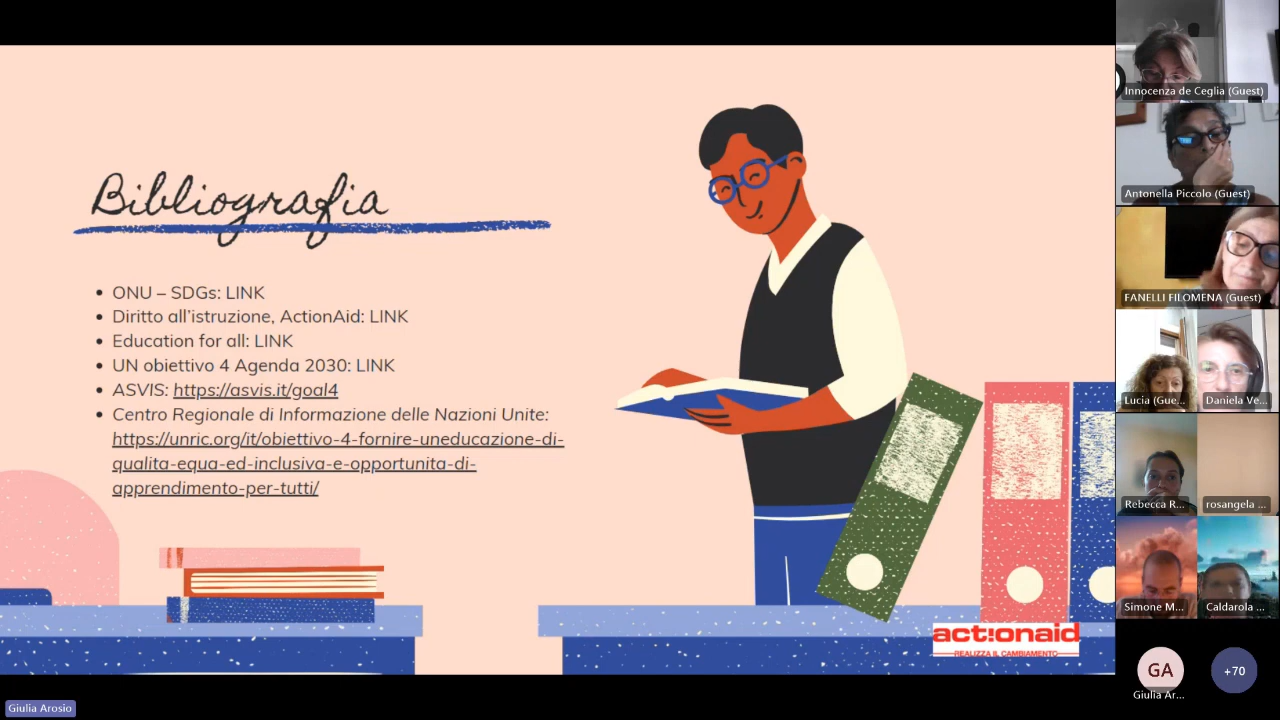 Bibliografia
ONU – SDGs: LINK
Diritto all'istruzione, ActionAid: LINK
Education for all: LINK
UN obiettivo 4 Agenda 2030: LINK
ASVIS: https://asvis.it/goal4
Centro Regionale di Informazione delle Nazioni Unite:
https://unric.org/it/obiettivo-4-fornire-uneducazione-di-
qualita-equa-ed-inclusiva-e-opportunita-di-
apprendimento-per-tutti/
act:onaid
REALIZZA IL CAMBIAMENTO
Giulia Arosio
Innocenza de Ceglia (Guest)
Antonella Piccolo (Guest)
FANELLI FILOMENA (Guest)
Lucia (Gue... Daniela Ve...
Rebecca R... rosangela ...
Simone M... Caldarola ...
GA +70
Giulia Ar...